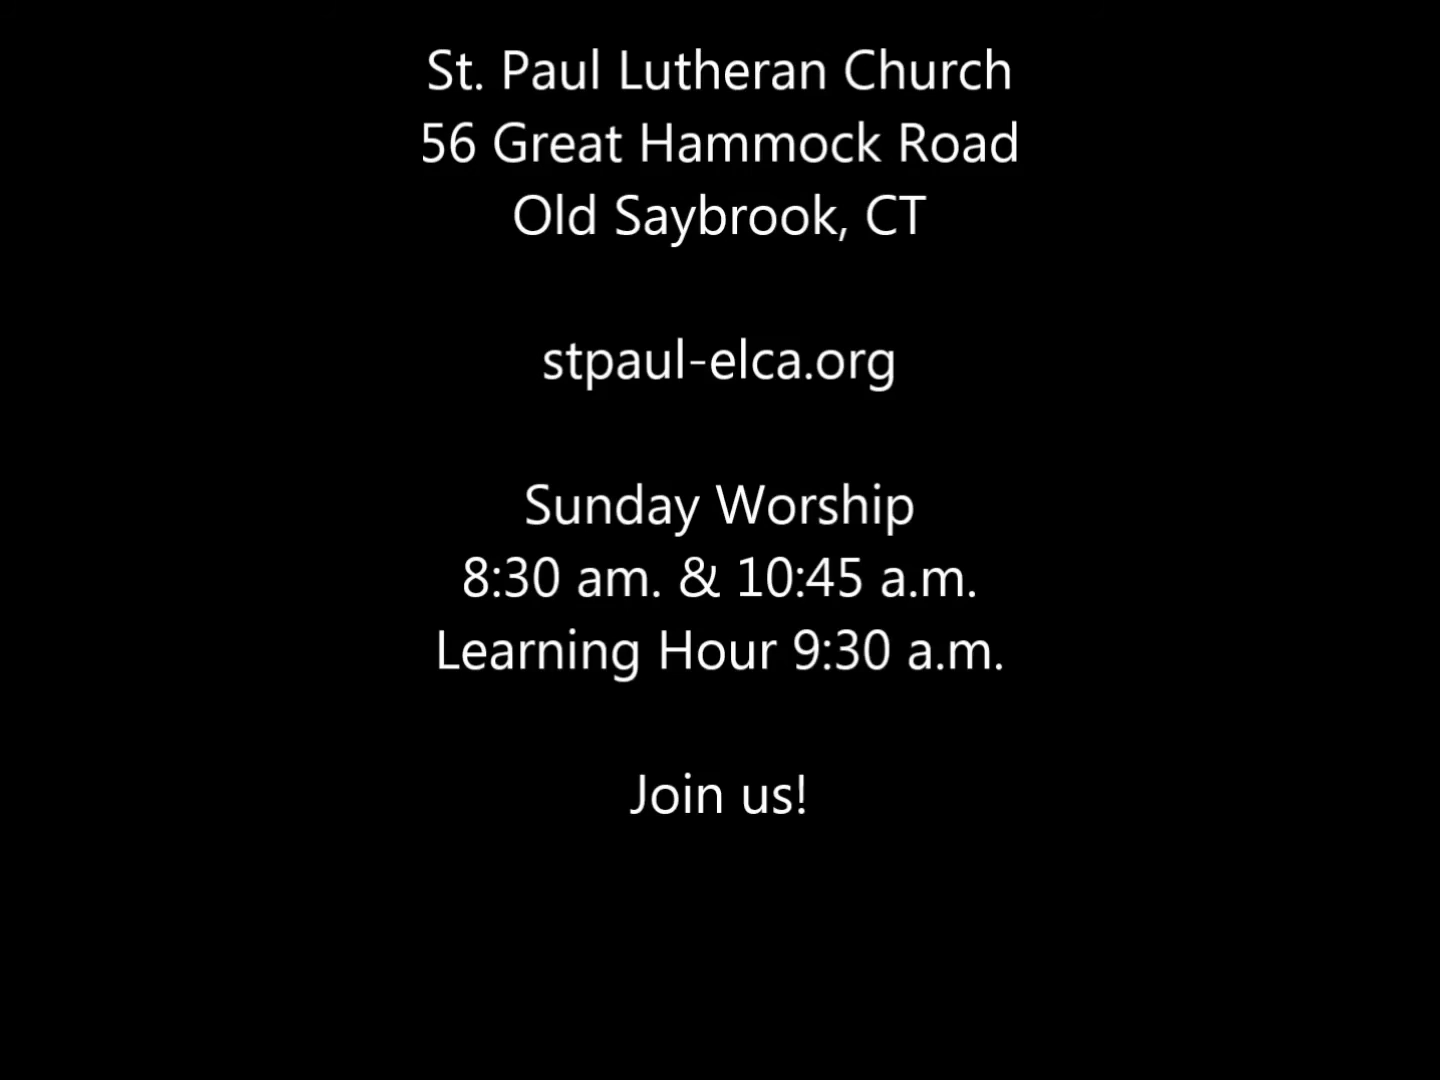 St. Paul Lutheran Church
56 Great Hammock Road
Old Saybrook, CT
stpaul-elca.org
Sunday Worship
8:30 am. & 10:45 a.m.
Learning Hour 9:30 a.m.
Join us!